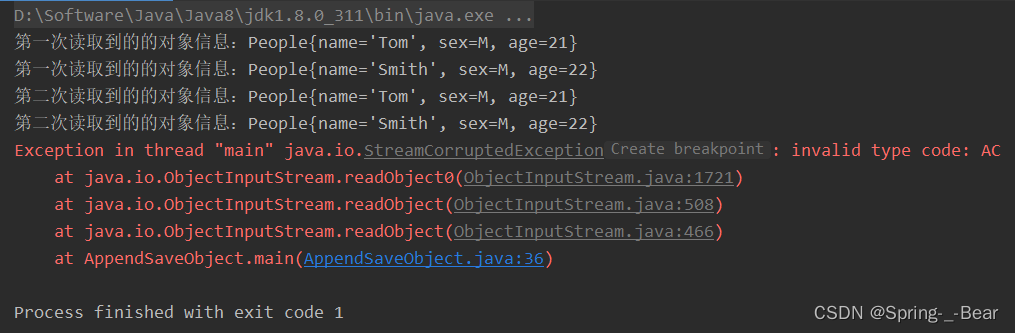 D:\Software\Java\Java8\jdk1.8.0_311\bin\java.exe ...
第一次读取到的的对象信息：People{name='Tom', sex=M, age=21}
第一次读取到的的对象信息：People{name='Smith', sex=M, age=22}
第二次读取到的的对象信息：People{name='Tom', sex=M, age=21}
第二次读取到的的对象信息：People{name='Smith', sex=M, age=22}
Exception in thread "main" java.io.StreamCorruptedException Create breakpoint : invalid type code: AC
    at java.io.ObjectInputStream.readObject0(ObjectInputStream.java:1721)
    at java.io.ObjectInputStream.readObject(ObjectInputStream.java:508)
    at java.io.ObjectInputStream.readObject(ObjectInputStream.java:466)
    at AppendSaveObject.main(AppendSaveObject.java:36)
Process finished with exit code 1
CSDN @Spring-_-Bear